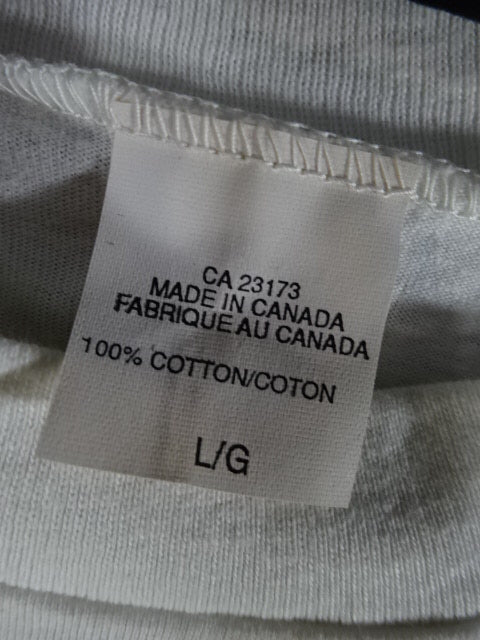 CA 23173
MADE IN CANADA
FABRIQUE AU CANADA
100% COTTON/COTON
L/G